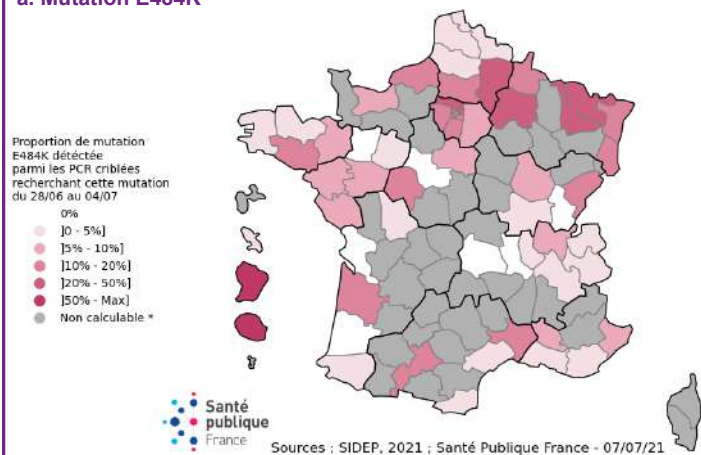 a. Mutation E484K
Proportion de mutation
E484K détéctée
parmi les PCR criblées
recherchant cette mutation
du 28/06 au 04/07
0%
]0 - 5%]
]5% - 10%]
]10% - 20%]
]20% - 50%]
]50% - Max]
Non calculable *
Santé
publique
France
Sources : SIDEP, 2021 ; Santé Publique France - 07/07/21